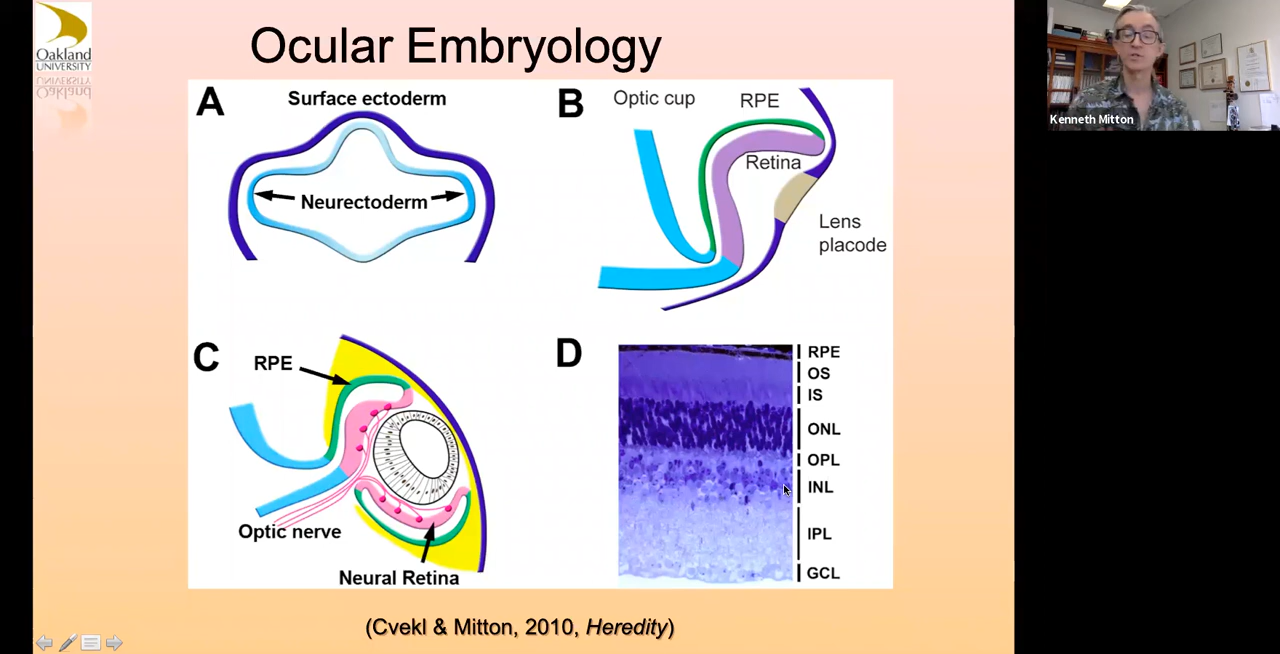 Oakland
UNIVERSITY
Ocular Embryology
Kenneth Mitton
A
Surface ectoderm
Neurectoderm
B
Optic cup
RPE
Retina
Lens
placode
C
RPE
Optic nerve
Neural Retina
D
RPE
OS
IS
ONL
OPL
INL
IPL
GCL
(Cvekl & Mitton, 2010, Heredity)